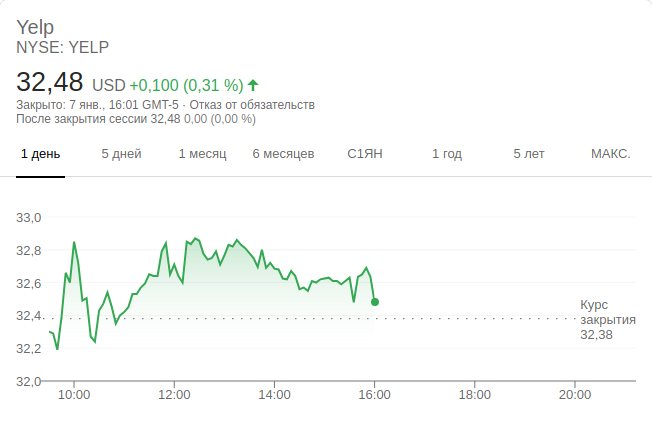 Yelp
NYSE: YELP
32,48 USD +0,100 (0,31 %)
Закрыто: 7 янв., 16:01 GMT-5 · Отказ от обязательств
После закрытия сессии 32,48 0,00 (0,00 %)
1 день 5 дней 1 месяц 6 месяцев С1ЯН 1 год 5 лет МАКС.
33,0
32,8
32,6
32,4
32,2
32,0
Курс
закрытия
32,38
10:00 12:00 14:00 16:00 18:00 20:00